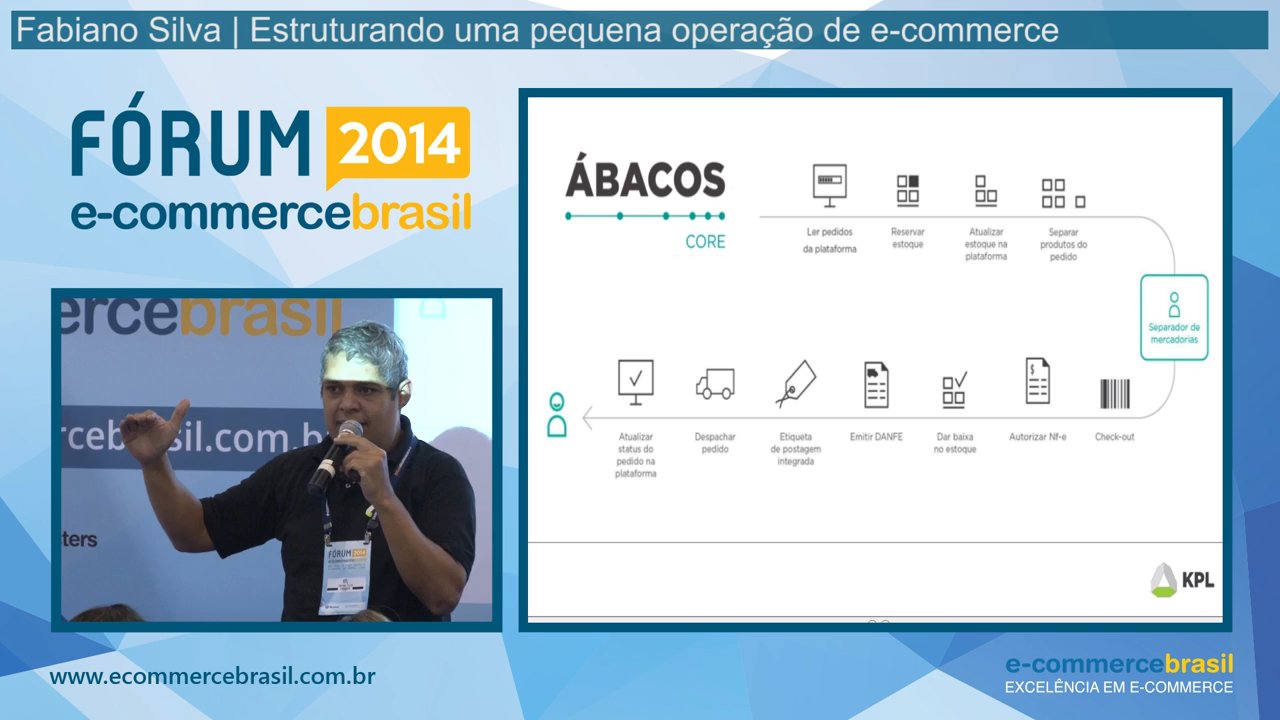 Fabiano Silva | Estruturando uma pequena operação de e-commerce
FÓRUM 2014
e-commercebrasil
ercebrasil
rcebrasil.com.b
ters
FÓRUM 2014
ÁBACOS
CORE
Ler pedidos
da plataforma
Reservar
estoque
Atualizar
estoque na
plataforma
Separar
produtos do
pedido
Separador de
mercadorias
Atualizar
status do
pedido na
plataforma
Despachar
pedido
Etiqueta
de postagem
integrada
Emitir DANFE
Dar baixa
no estoque
Autorizar Nf-e
Check-out
KPL
www.ecommercebrasil.com.br
e-commercebrasil
EXCELÊNCIA EM E-COMMERCE